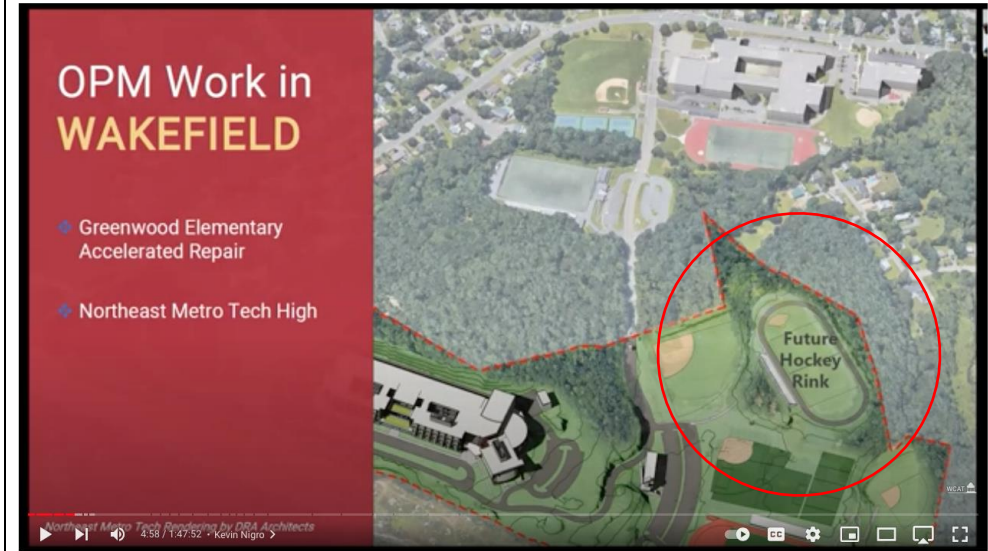 OPM Work in
WAKEFIELD
Greenwood Elementary
Accelerated Repair
Northeast Metro Tech High
Future
Hockey
Rink
WCAT
Northeast Metro Tech Rendering by DRA Architects
4:58 / 1:47:52 • Kevin Nigro >
CC